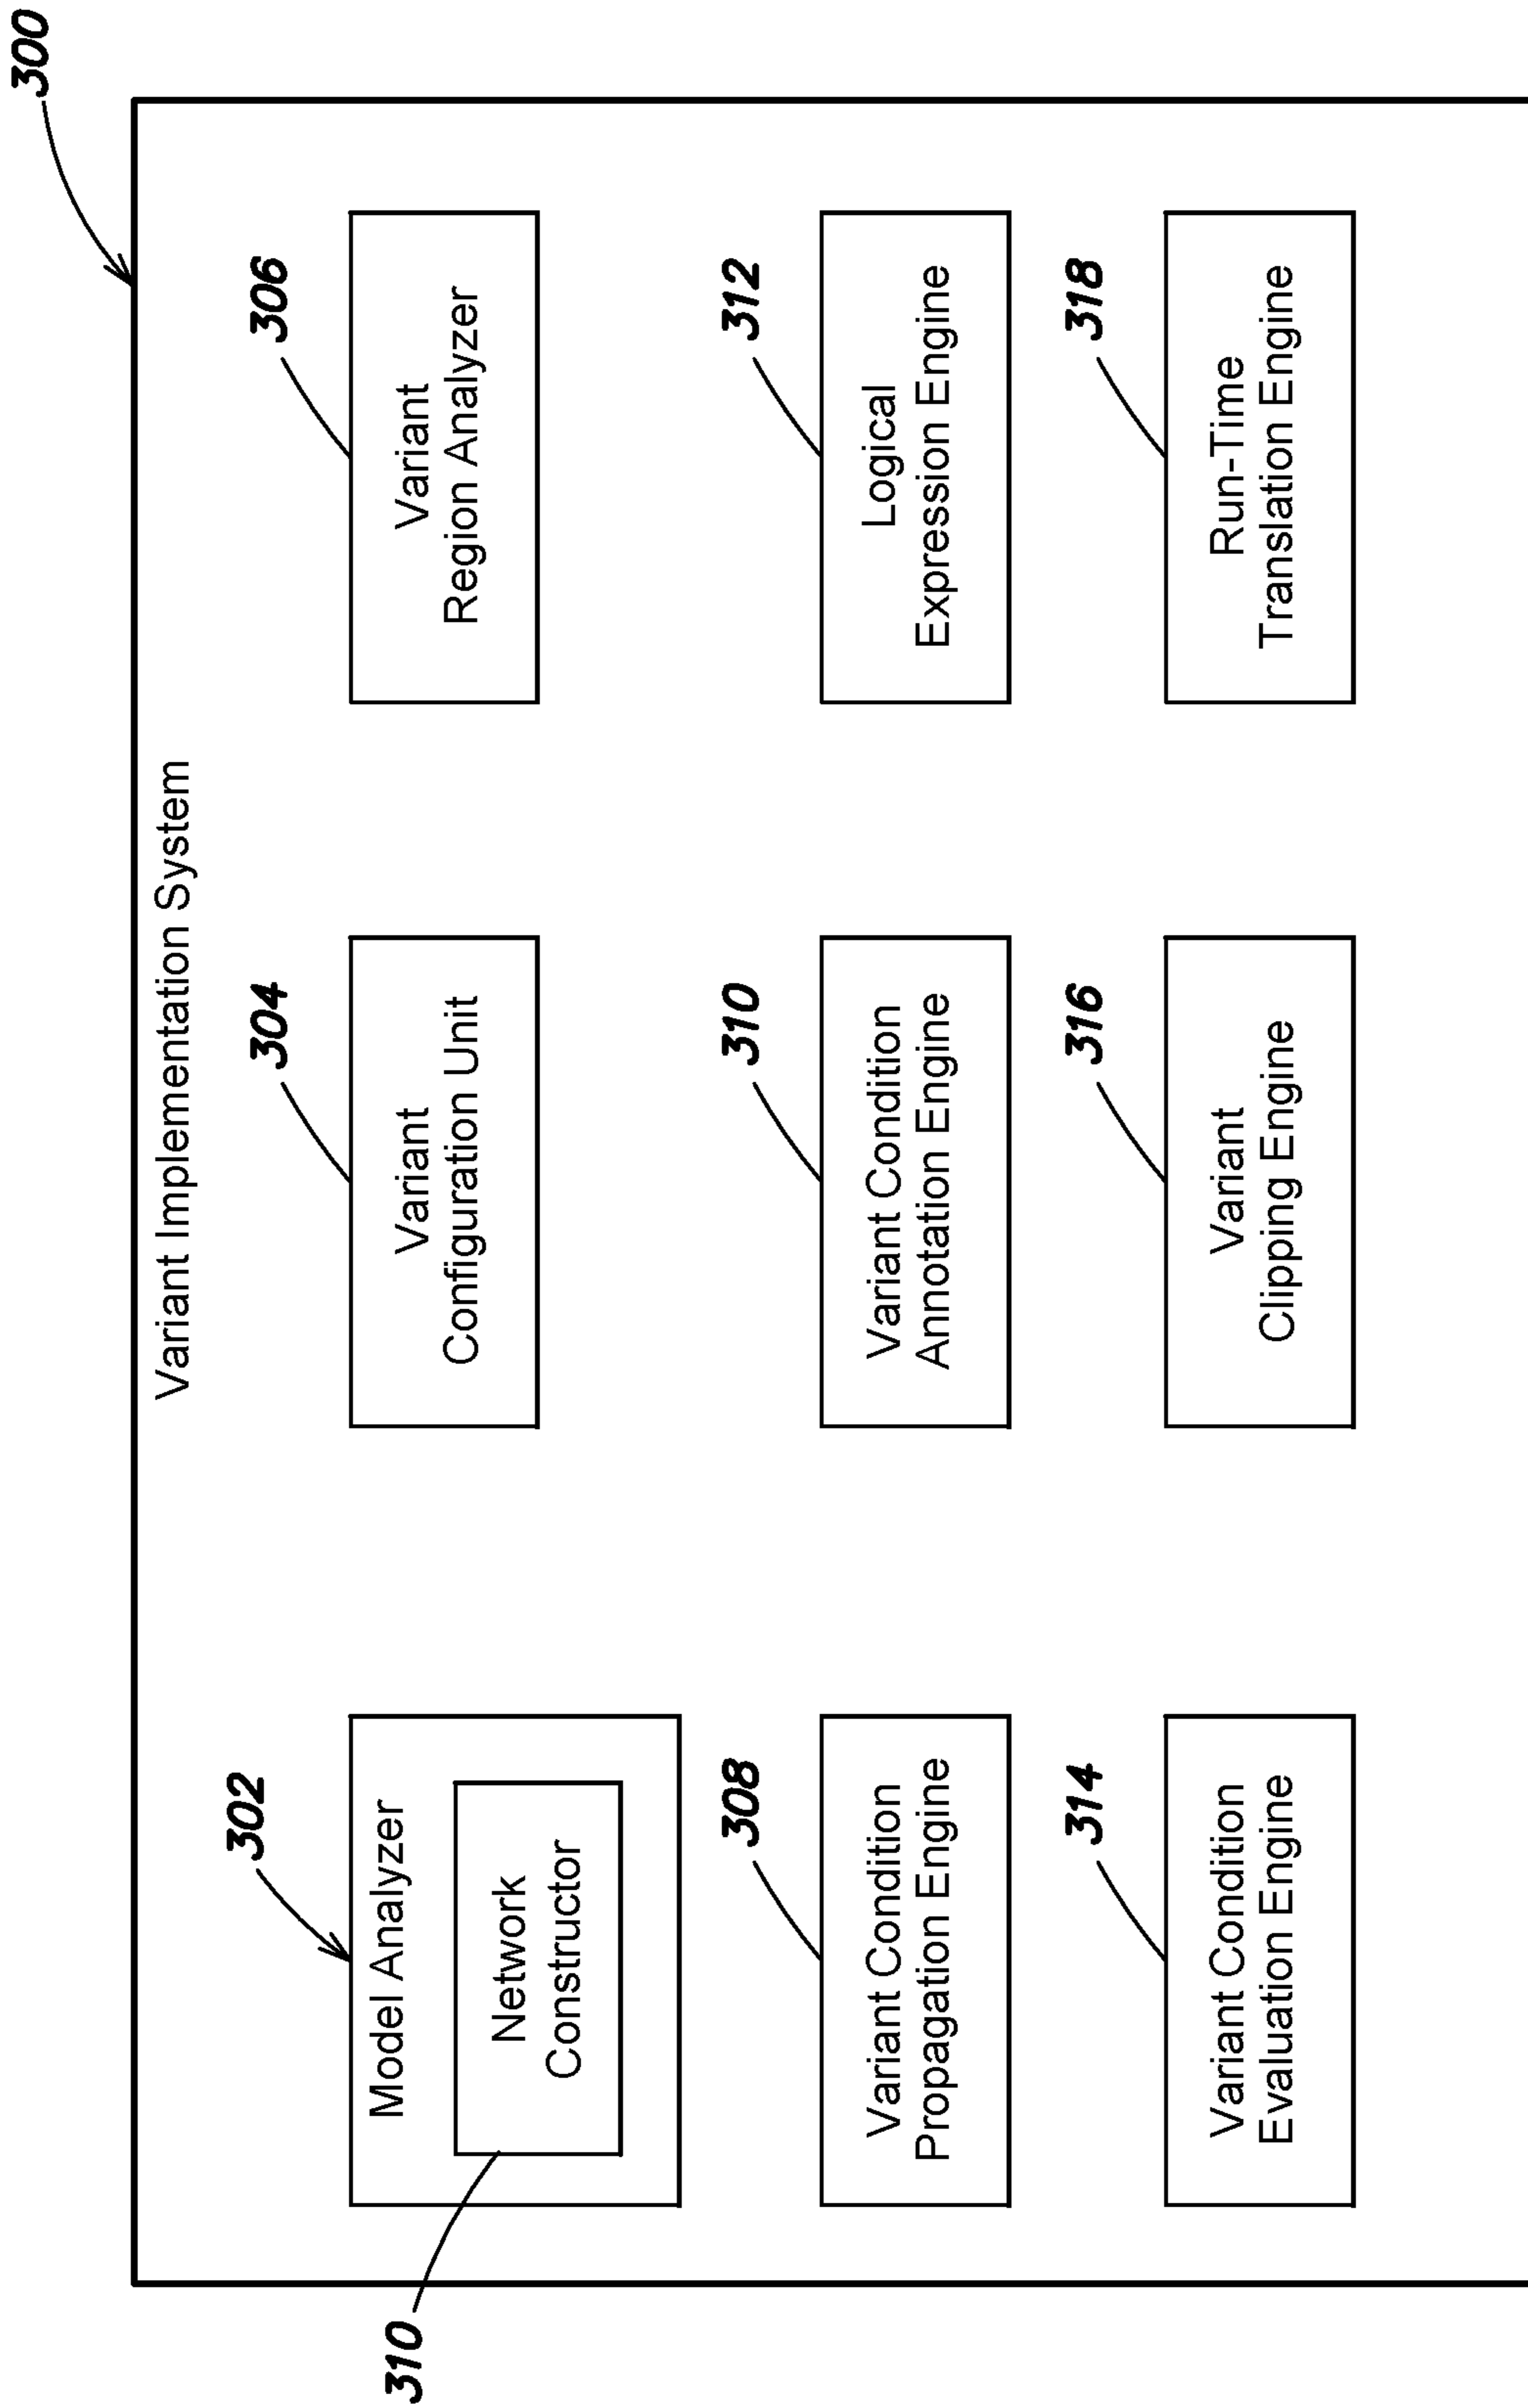 300
Variant Implementation System
302
Model Analyzer
Network
Constructor
310
304
Variant
Configuration Unit
306
Variant
Region Analyzer
308
Variant Condition
Propagation Engine
310
Variant Condition
Annotation Engine
312
Logical
Expression Engine
314
Variant Condition
Evaluation Engine
316
Variant
Clipping Engine
318
Run-Time
Translation Engine